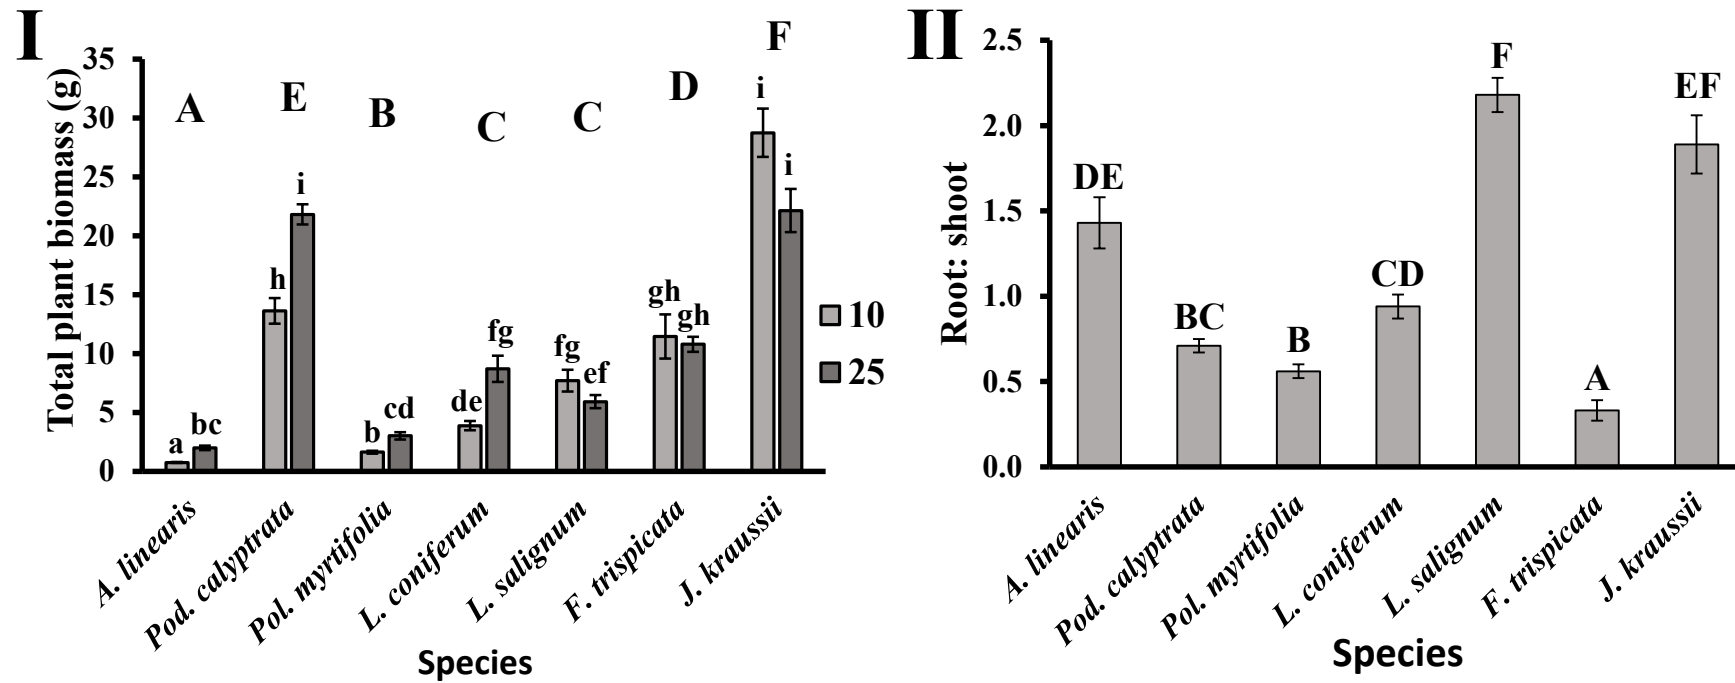 I
Total plant biomass (g)
35
30
25
20
15
10
5
0
A
E
B
C
C
D
F
a
bc
h
i
b
cd
de
fg
fg
ef
gh
gh
i
i
A. linaris
Pod. calyptrata
Pol. myrtifolia
L. coniferum
L. salignum
F. trispicata
J. kraussii
Species
10
25
II
Root: shoot
2.5
2.0
1.5
1.0
0.5
0.0
DE
BC
B
CD
F
A
EF
A. linearis
Pod. calyptrata
Pol. myrtifolia
L. coniferum
L. salignum
F. trispicata
J. kraussii
Species